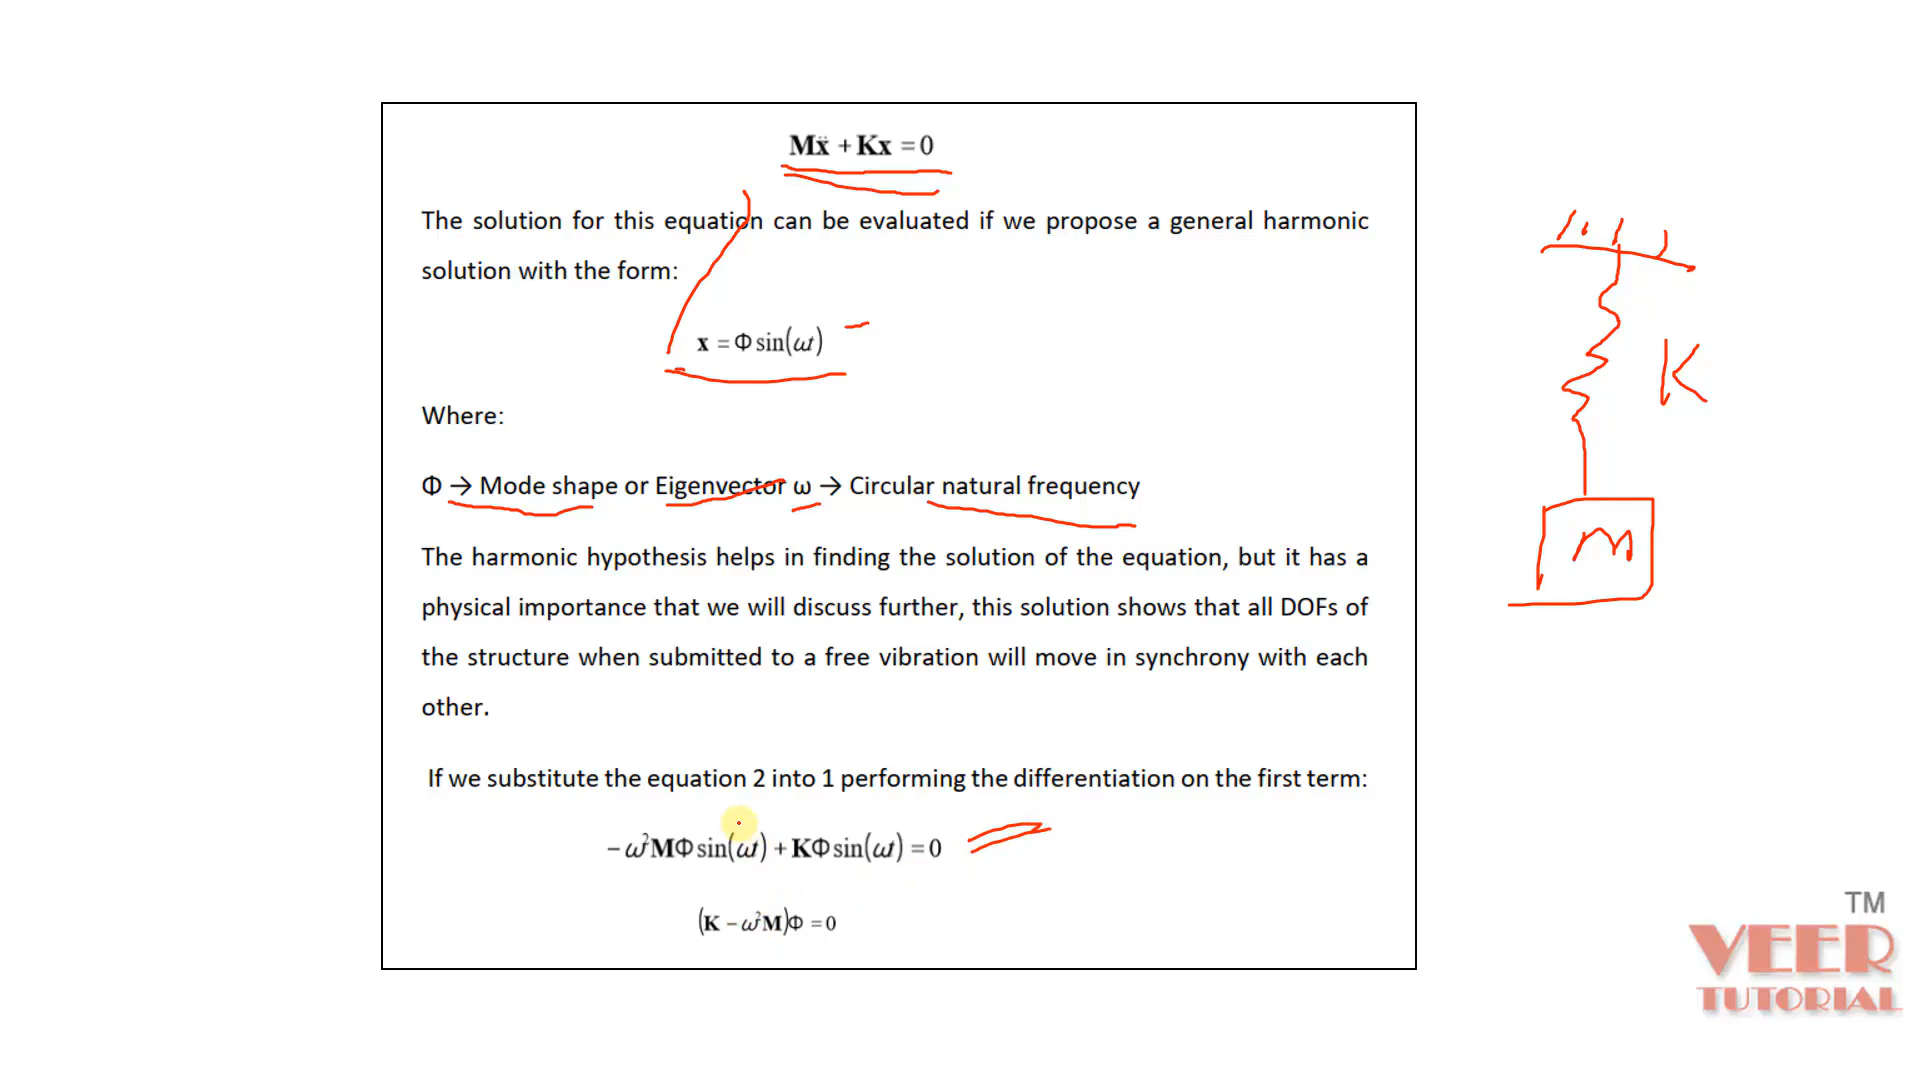 Mẍ + Kx = 0
The solution for this equation can be evaluated if we propose a general harmonic
solution with the form:
x = Φ sin(ωt)
K
Where:
Φ → Mode shape or Eigenvector ω → Circular natural frequency
M
The harmonic hypothesis helps in finding the solution of the equation, but it has a
physical importance that we will discuss further, this solution shows that all DOFs of
the structure when submitted to a free vibration will move in synchrony with each
other.
If we substitute the equation 2 into 1 performing the differentiation on the first term:
− ω²MΦ sin(ωt) + KΦ sin(ωt) = 0
(K − ω²M)Φ = 0
TM
VEER
TUTORIAL